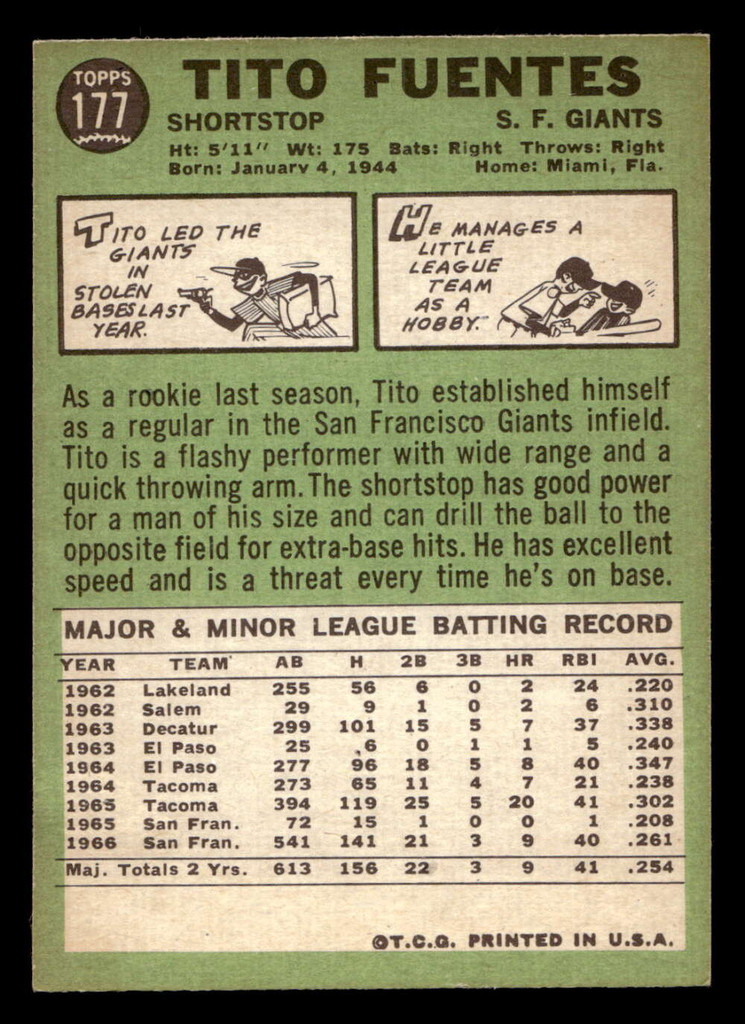 TOPPS
177
TITO FUENTES
SHORTSTOP S. F. GIANTS
Ht: 5'11" Wt: 175 Bats: Right Throws: Right
Born: January 4, 1944 Home: Miami, Fla.
TITO LED THE
GIANTS
IN
STOLEN
BASES LAST
YEAR.
HE MANAGES A
LITTLE
LEAGUE
TEAM
AS A
HOBBY.
As a rookie last season, Tito established himself
as a regular in the San Francisco Giants infield.
Tito is a flashy performer with wide range and a
quick throwing arm. The shortstop has good power
for a man of his size and can drill the ball to the
opposite field for extra-base hits. He has excellent
speed and is a threat every time he's on base.
MAJOR & MINOR LEAGUE BATTING RECORD
YEAR TEAM AB H 2B 3B HR RBI AVG.
1962 Lakeland 255 56 6 0 2 24 .220
1962 Salem 29 9 1 0 2 6 .310
1963 Decatur 299 101 15 5 7 37 .338
1963 El Paso 25 6 0 1 1 5 .240
1964 El Paso 277 96 18 5 8 40 .347
1964 Tacoma 273 65 11 4 7 21 .238
1965 Tacoma 394 119 25 5 20 41 .302
1965 San Fran. 72 15 1 0 0 1 .208
1966 San Fran. 541 141 21 3 9 40 .261
Maj. Totals 2 Yrs. 613 156 22 3 9 41 .254
©T.C.G. PRINTED IN U.S.A.